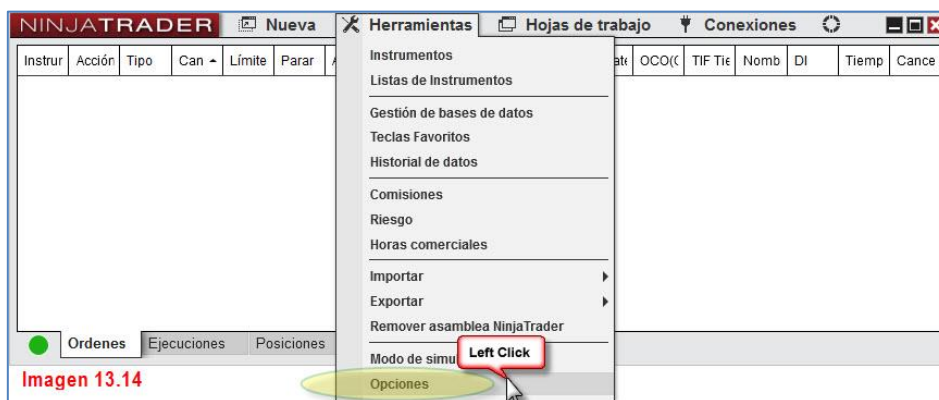 NINJATRADER Nueva Herramientas Hojas de trabajo Conexiones
Instrur Acción Tipo Can Límite Parar OCO(C TIF Tie Nomb DI Tiemp Cance
Instrumentos
Listas de Instrumentos
Gestión de bases de datos
Teclas Favoritos
Historial de datos
Comisiones
Riesgo
Horas comerciales
Importar
Exportar
Remover asamblea NinjaTrader
Ordenes Ejecuciones Posiciones
Modo de simu
Left Click
Imagen 13.14
Opciones